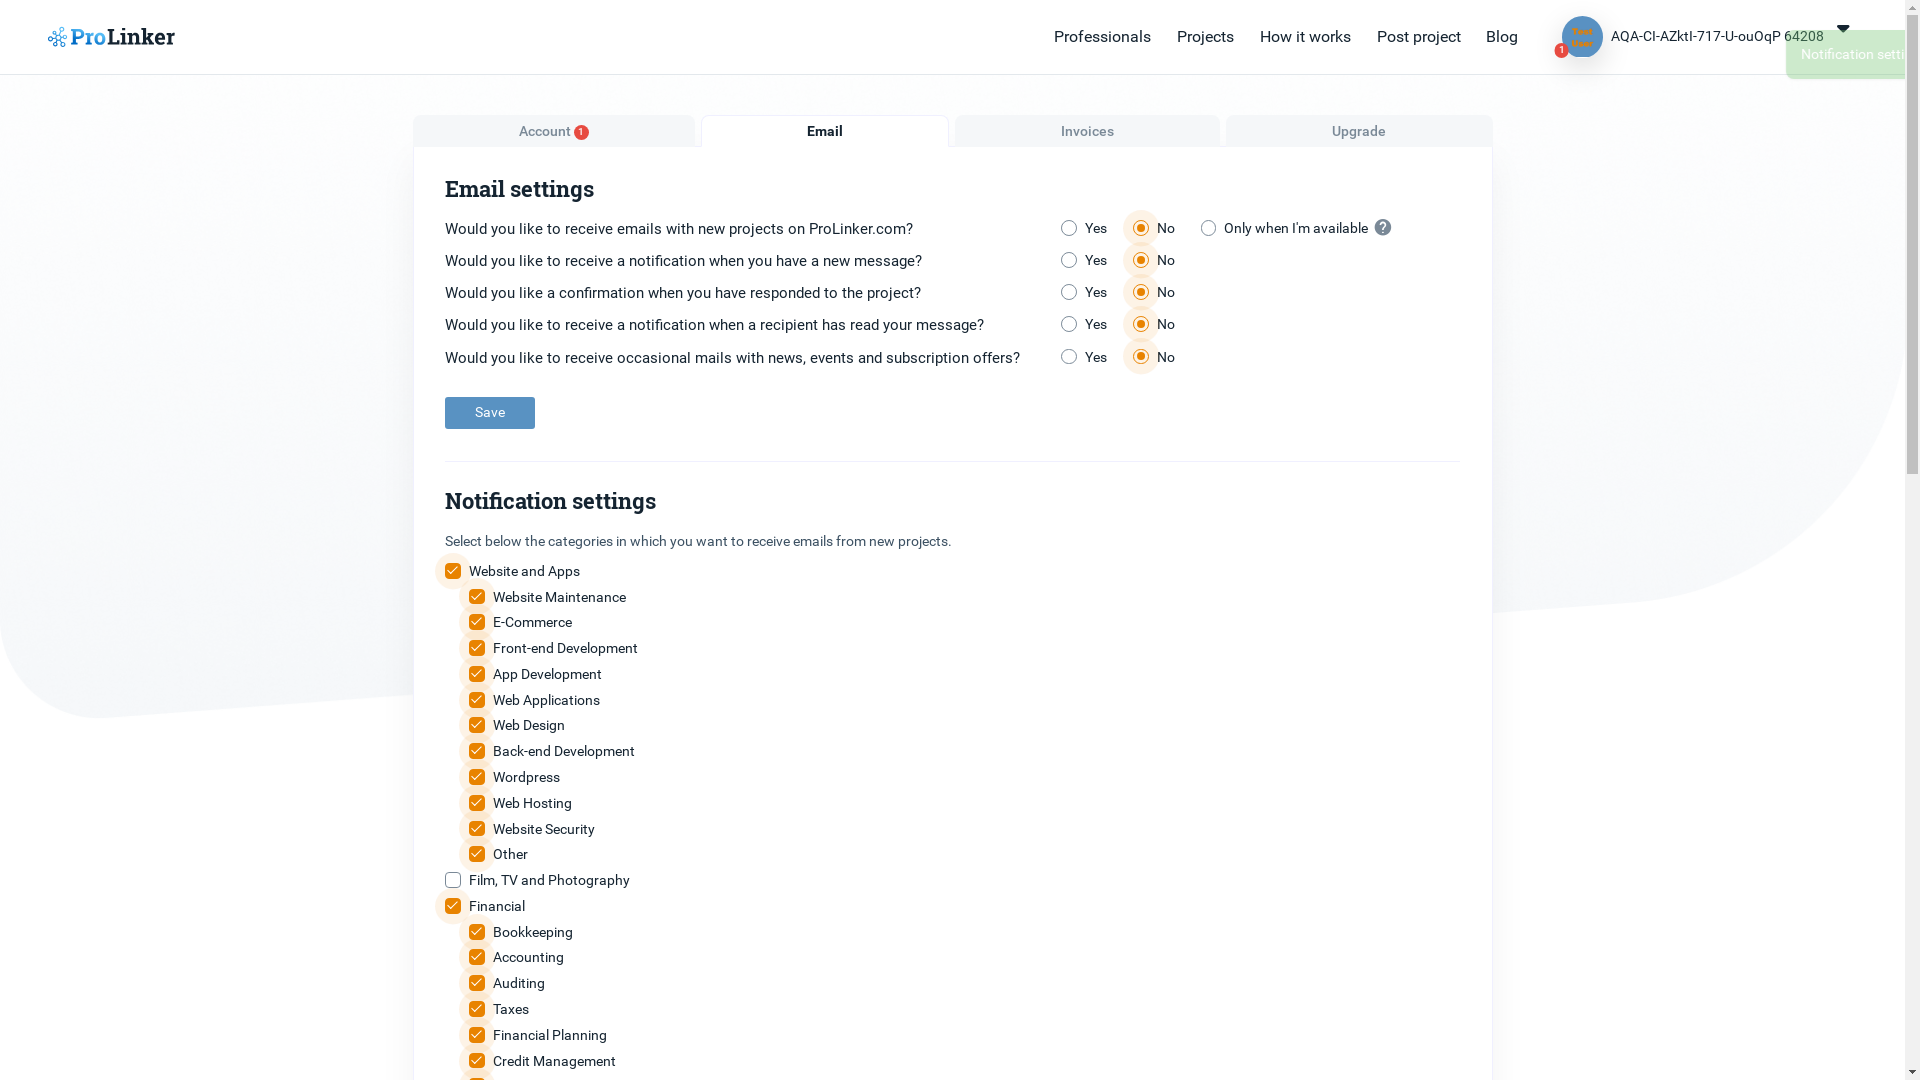 ProLinker
Professionals
Projects
How it works
Post project
Blog
1
AQA-CI-AZktI-717-U-ouOqP 64208
Notification
Account 1
Email
Invoices
Upgrade
Email settings
Would you like to receive emails with new projects on ProLinker.com? Yes No Only when I'm available ?
Would you like to receive a notification when you have a new message? Yes No
Would you like a confirmation when you have responded to the project? Yes No
Would you like to receive a notification when a recipient has read your message? Yes No
Would you like to receive occasional mails with news, events and subscription offers? Yes No
Save
Notification settings
Select below the categories in which you want to receive emails from new projects.
Website and Apps
Website Maintenance
E-Commerce
Front-end Development
App Development
Web Applications
Web Design
Back-end Development
Wordpress
Web Hosting
Website Security
Other
Film, TV and Photography
Financial
Bookkeeping
Accounting
Auditing
Taxes
Financial Planning
Credit Management